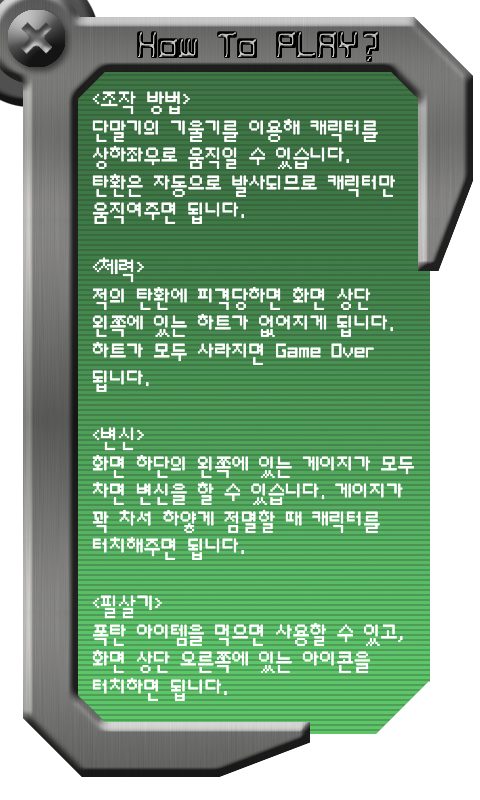 How To PLAY?
<조작 방법>
단말기의 기울기를 이용해 캐릭터를
상하좌우로 움직일 수 있습니다.
탄환은 자동으로 발사되므로 캐릭터만
움직여주면 됩니다.
<체력>
적의 탄환에 피격당하면 화면 상단
왼쪽에 있는 하트가 없어지게 됩니다.
하트가 모두 사라지면 Game Over
됩니다.
<변신>
화면 하단의 왼쪽에 있는 게이지가 모두
차면 변신을 할 수 있습니다. 게이지가
꽉 차서 하얗게 점멸할 때 캐릭터를
터치해주면 됩니다.
<필살기>
폭탄 아이템을 먹으면 사용할 수 있고,
화면 상단 오른쪽에 있는 아이콘을
터치하면 됩니다.